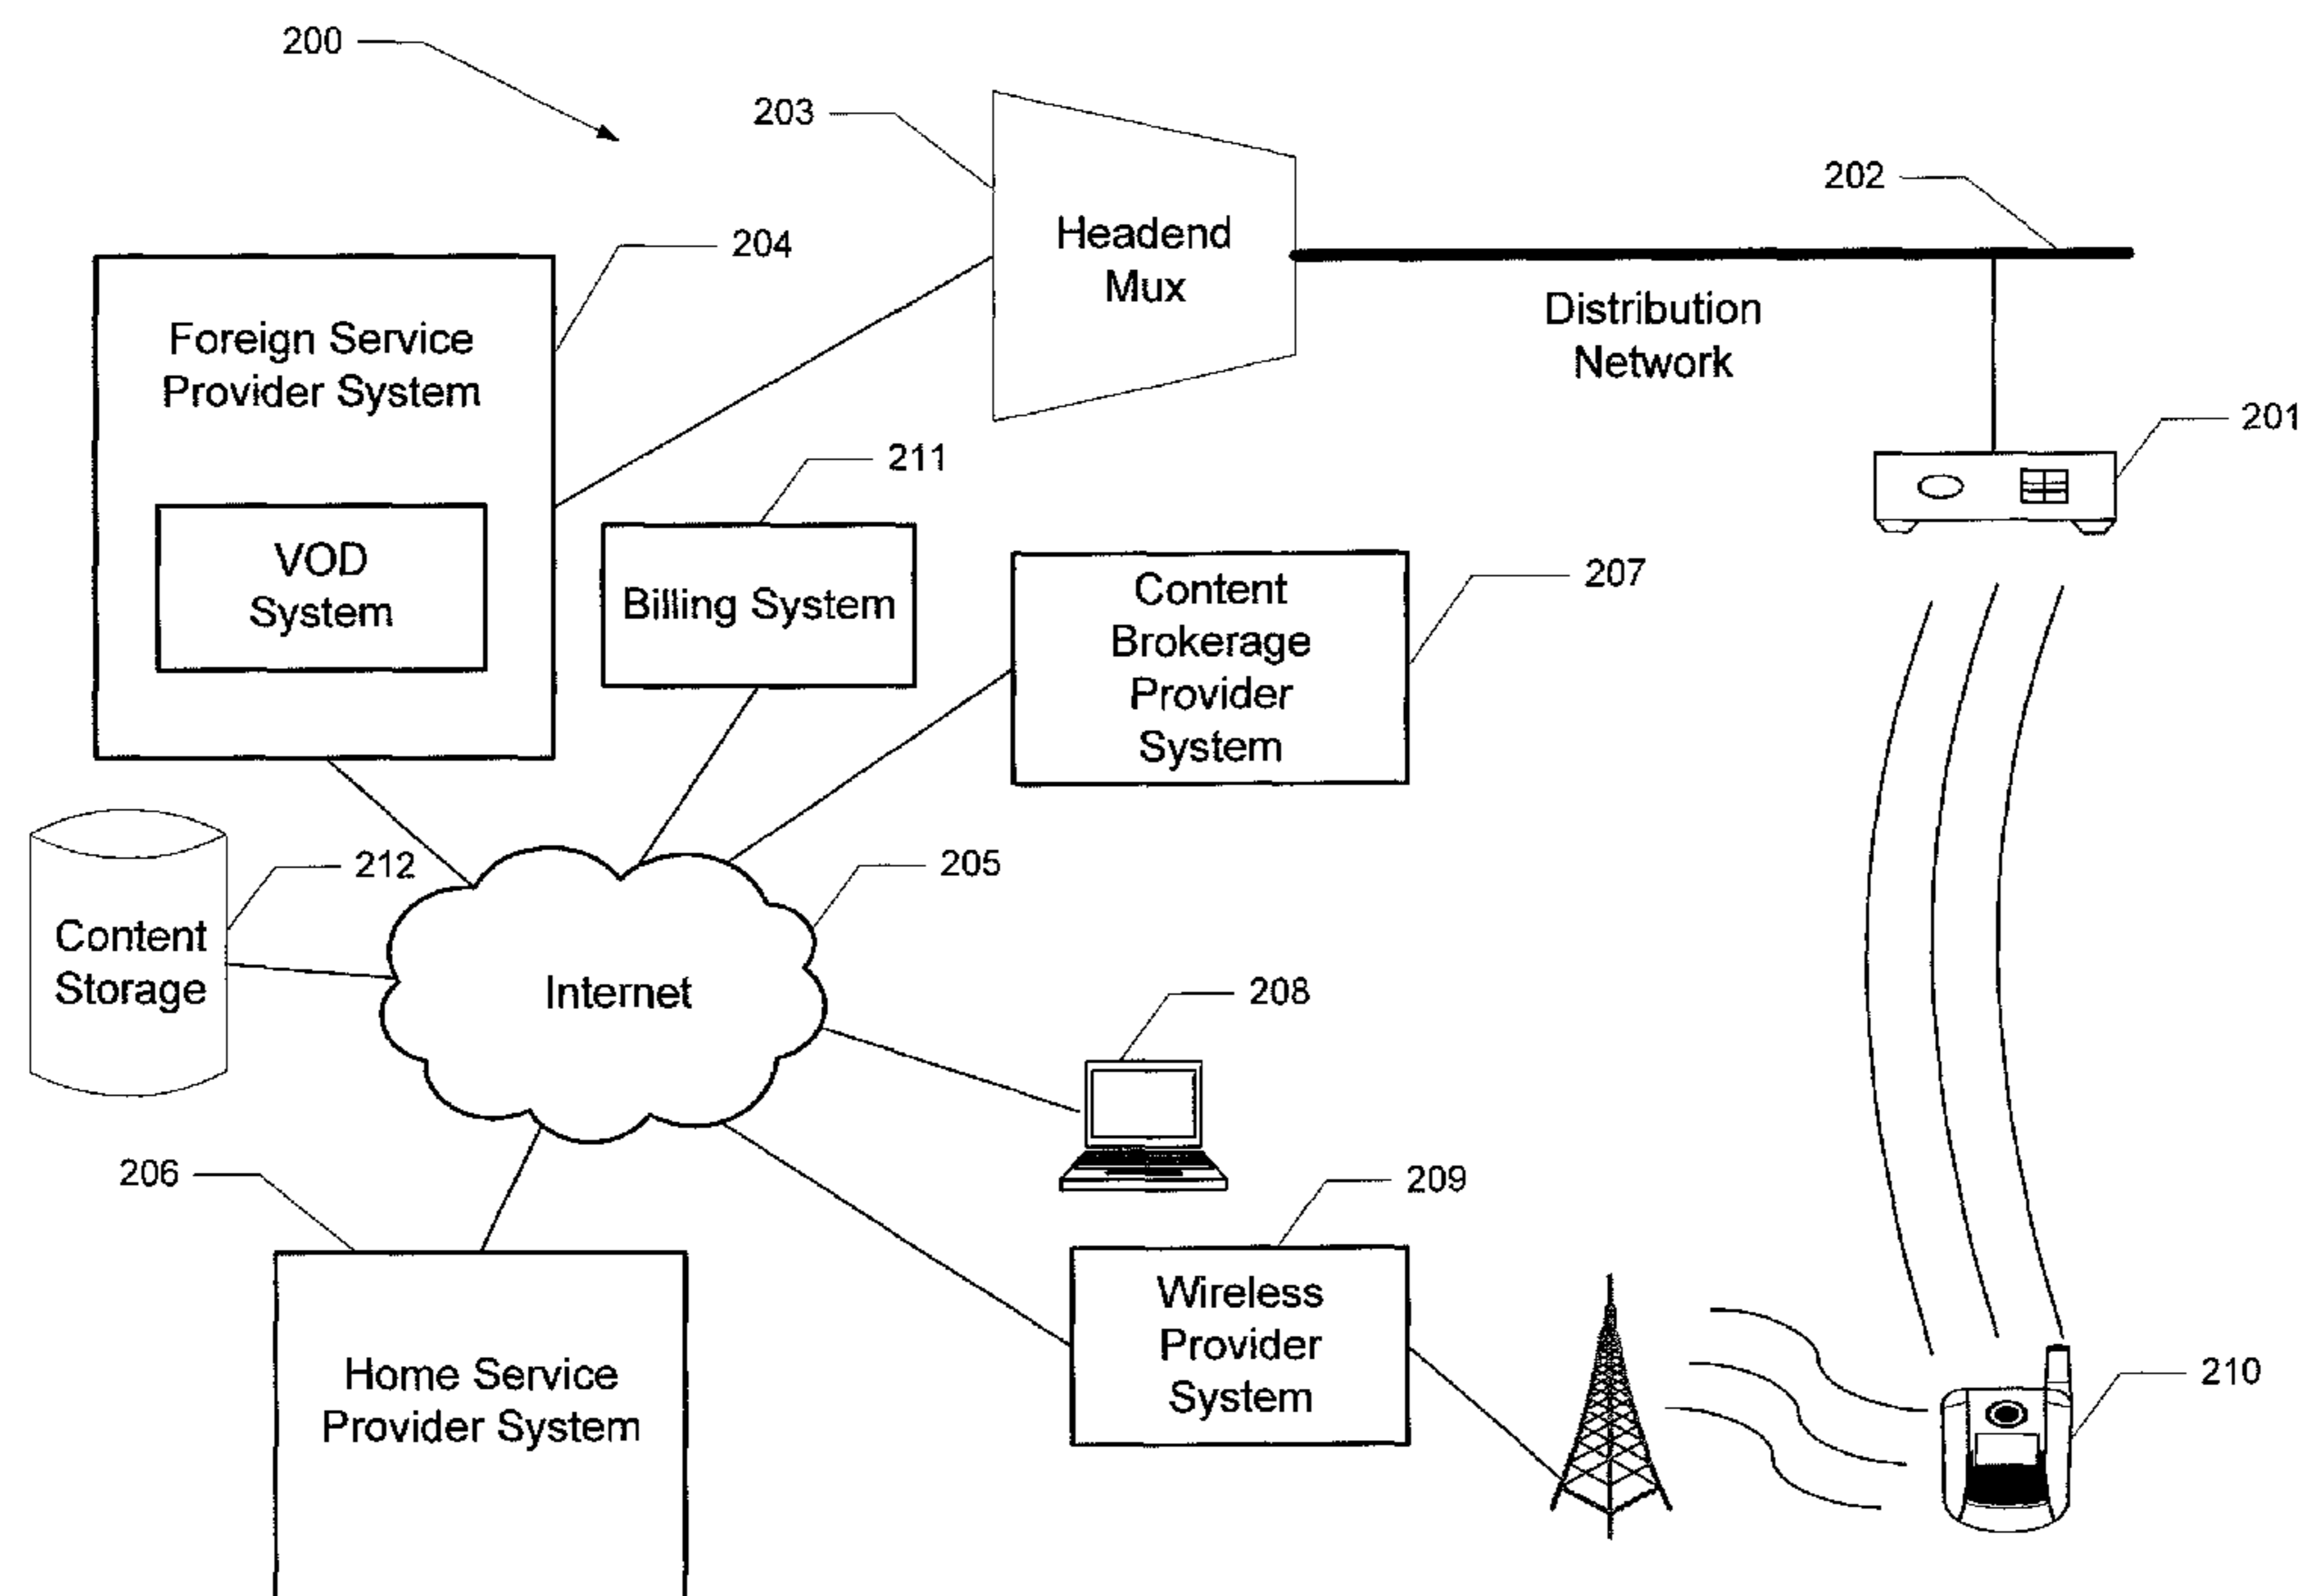 200
203
202
Headend
Mux
204
Foreign Service
Provider System
Distribution
Network
201
211
VOD
System
Billing System
207
Content
Brokerage
Provider
System
212
205
Content
Storage
Internet
208
206
209
Wireless
Provider
System
Home Service
Provider System
210